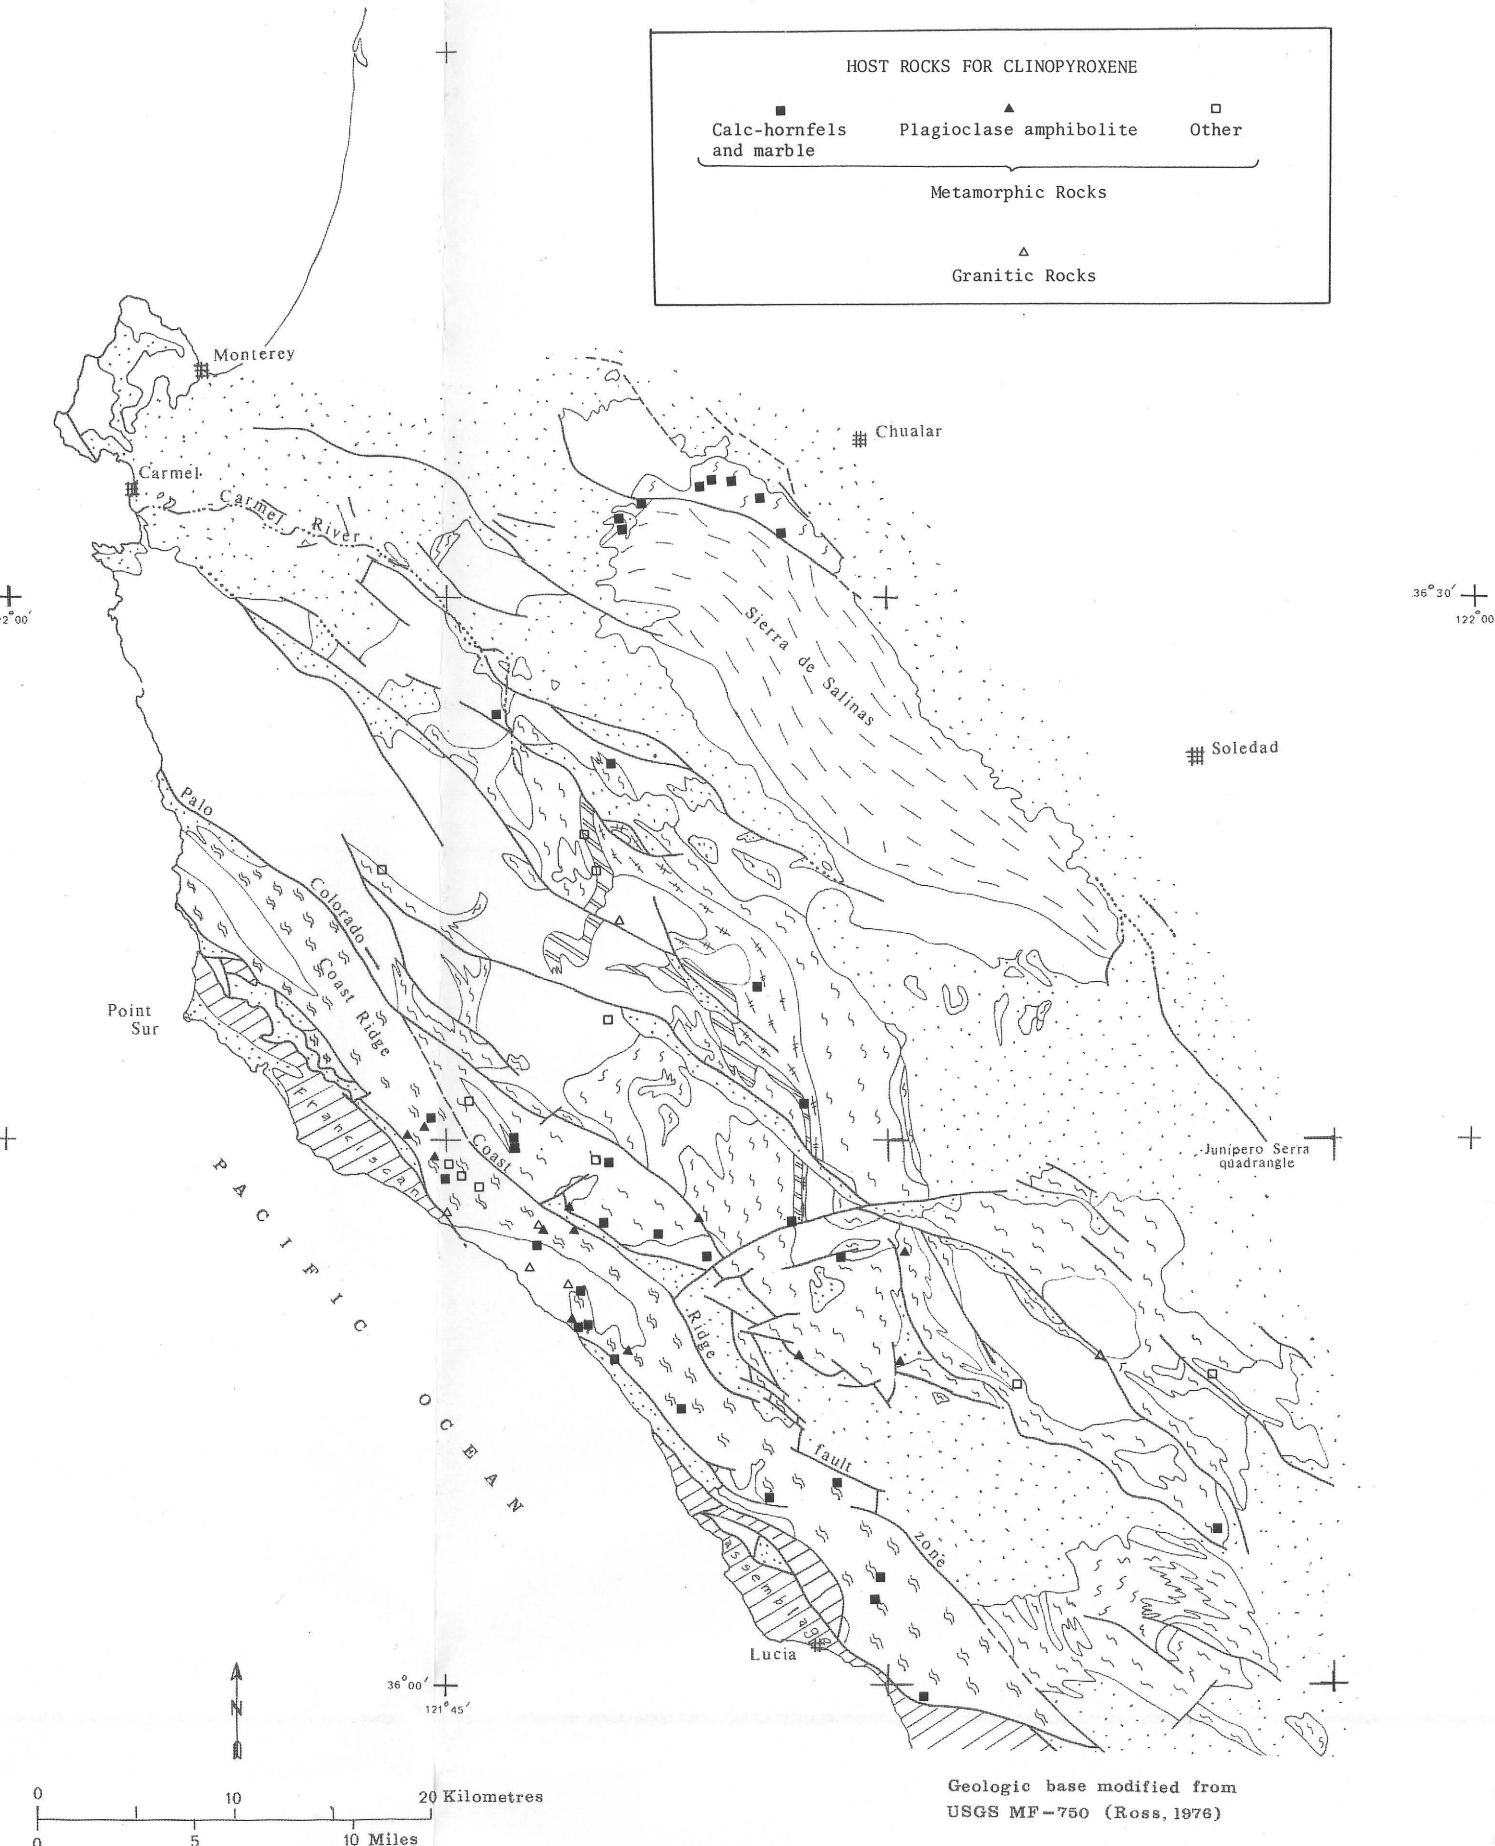 HOST ROCKS FOR CLINOPYROXENE
Calc-hornfels
and marble
Plagioclase amphibolite
Other
Metamorphic Rocks
Granitic Rocks
Monterey
Chualar
Carmel
Carmel River
36°30′
2°00′
122°00
Sierra de Salinas
Soledad
Palo
Colorado
Coast Ridge
Point
Sur
Franciscan
Coast
Junipero Serra
quadrangle
PACIFIC
OCEAN
Ridge
fault
zone
assemblage
Lucia
36°00′
121°45′
N
0 10 20 Kilometres
0 5 10 Miles
Geologic base modified from
USGS MF-750 (Ross, 1976)